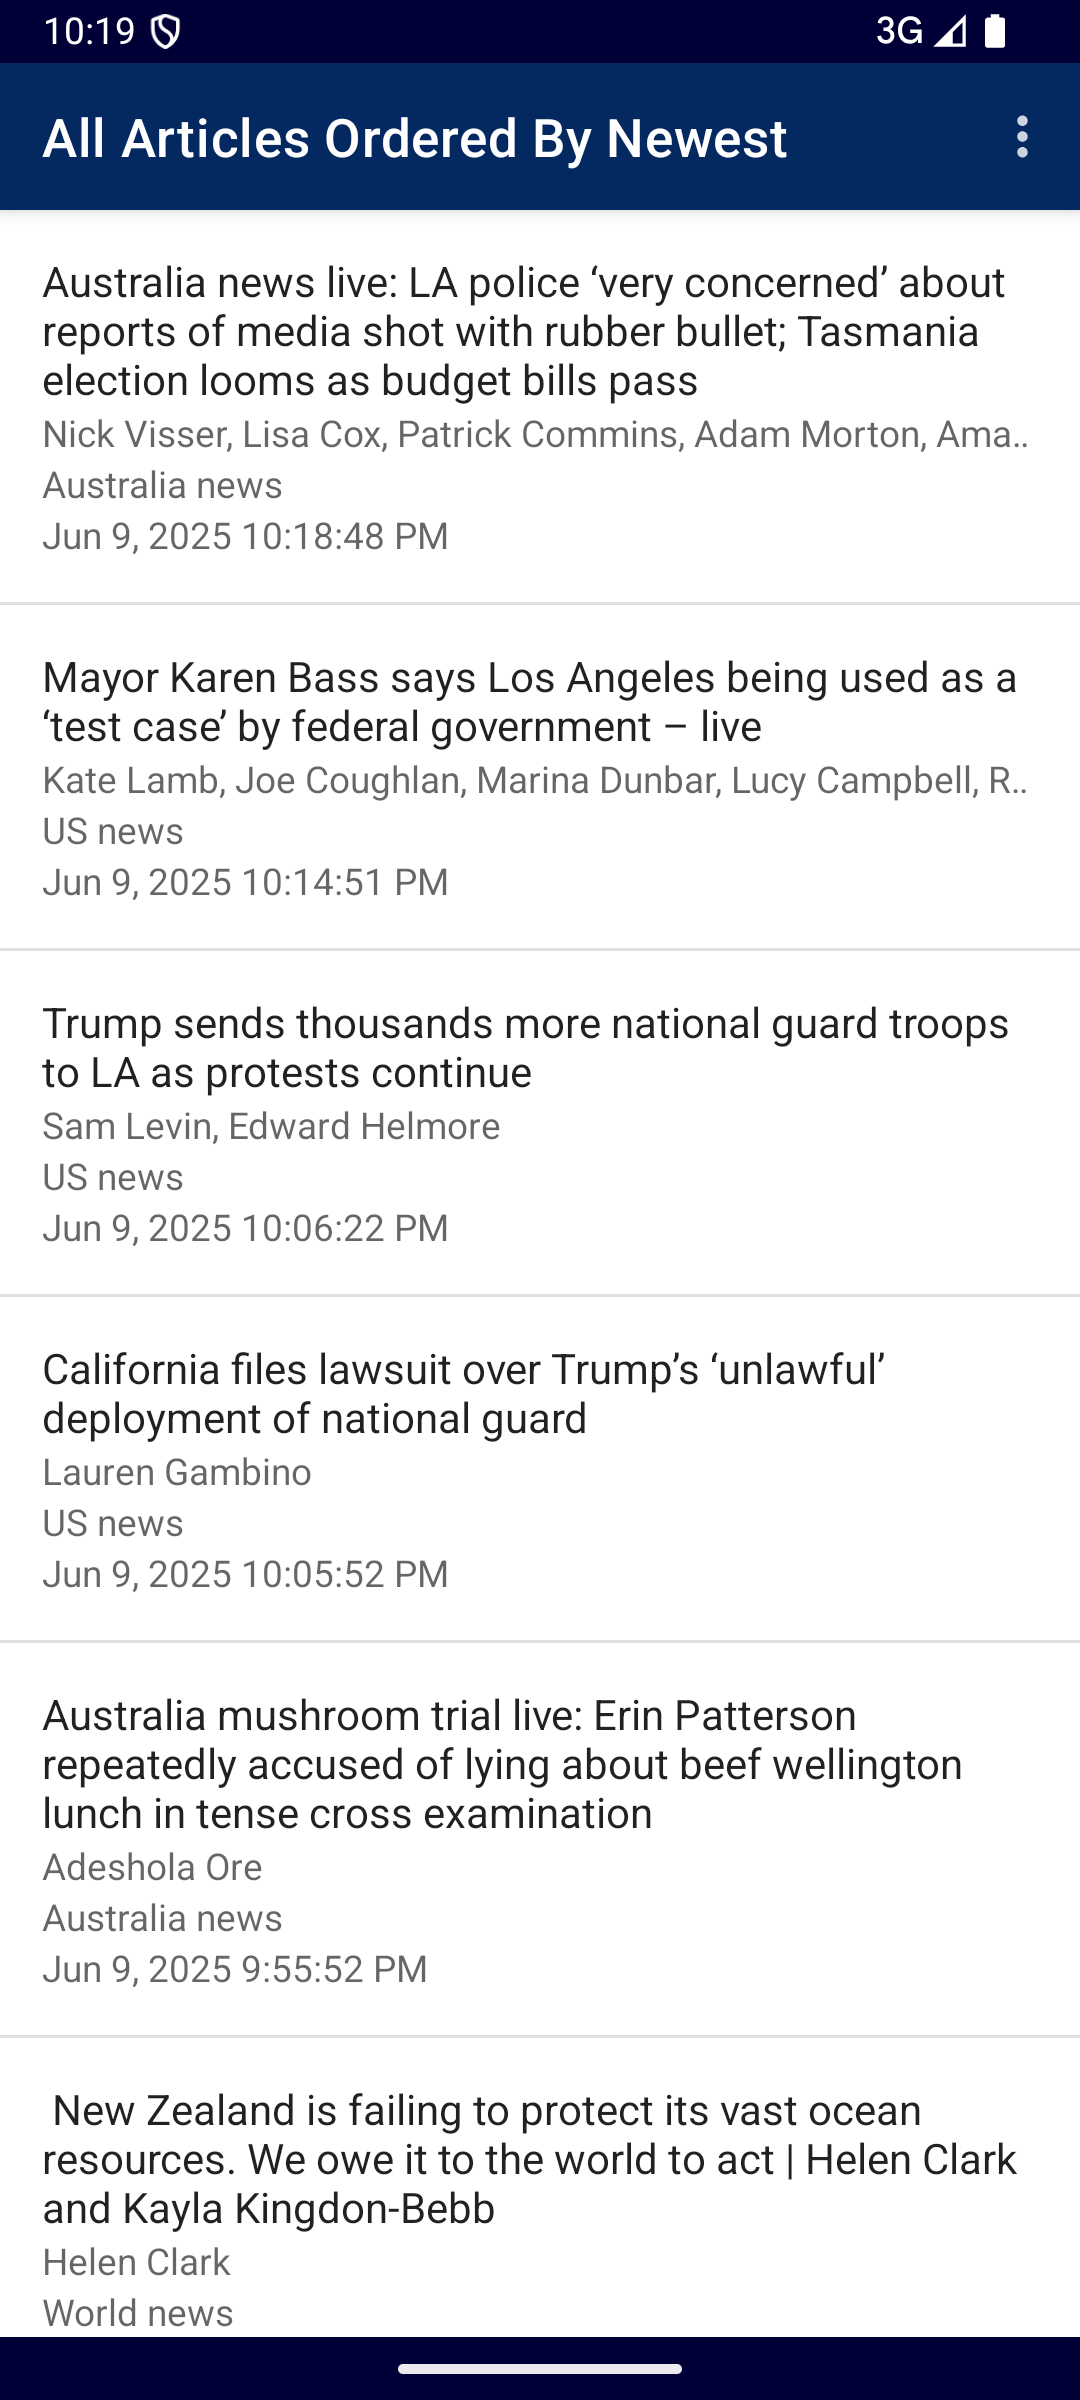 10:19
3G
All Articles Ordered By Newest
Australia news live: LA police ‘very concerned’ about
reports of media shot with rubber bullet; Tasmania
election looms as budget bills pass
Nick Visser, Lisa Cox, Patrick Commins, Adam Morton, Ama..
Australia news
Jun 9, 2025 10:18:48 PM
Mayor Karen Bass says Los Angeles being used as a
‘test case’ by federal government – live
Kate Lamb, Joe Coughlan, Marina Dunbar, Lucy Campbell, R..
US news
Jun 9, 2025 10:14:51 PM
Trump sends thousands more national guard troops
to LA as protests continue
Sam Levin, Edward Helmore
US news
Jun 9, 2025 10:06:22 PM
California files lawsuit over Trump’s ‘unlawful’
deployment of national guard
Lauren Gambino
US news
Jun 9, 2025 10:05:52 PM
Australia mushroom trial live: Erin Patterson
repeatedly accused of lying about beef wellington
lunch in tense cross examination
Adeshola Ore
Australia news
Jun 9, 2025 9:55:52 PM
New Zealand is failing to protect its vast ocean
resources. We owe it to the world to act | Helen Clark
and Kayla Kingdon-Bebb
Helen Clark
World news